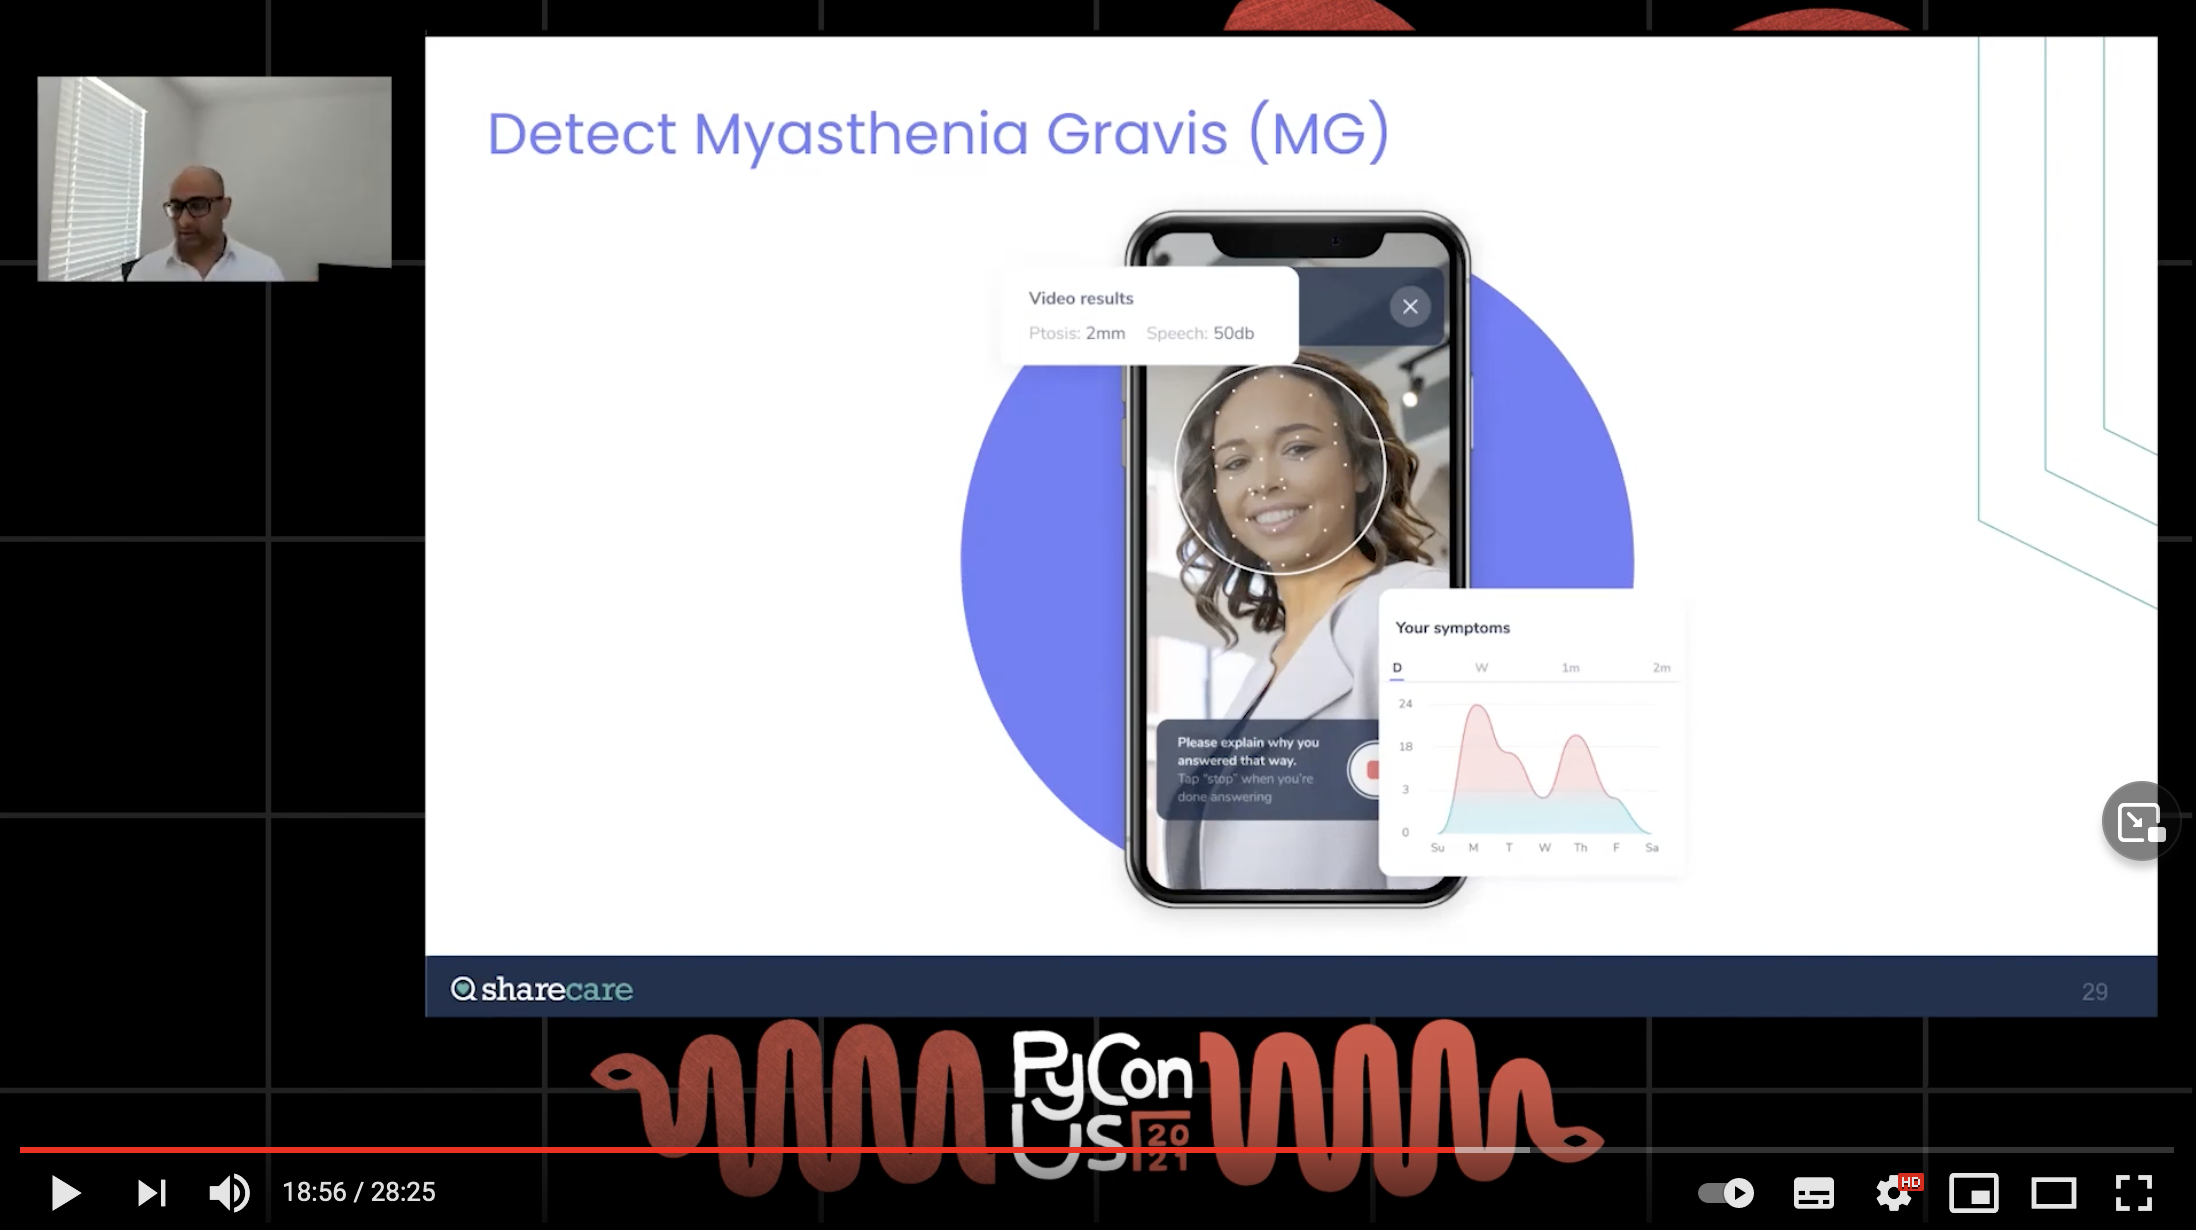 Detect Myasthenia Gravis (MG)
Video results
Ptosis: 2mm Speech: 50db
Your symptoms
D W 1m 2m
24
18
3
0
Su M T W Th F Sa
Please explain why you
answered that way.
Tap "stop" when you're
done answering
sharecare
29
PyCon
US 20
21
18:56 / 28:25
HD